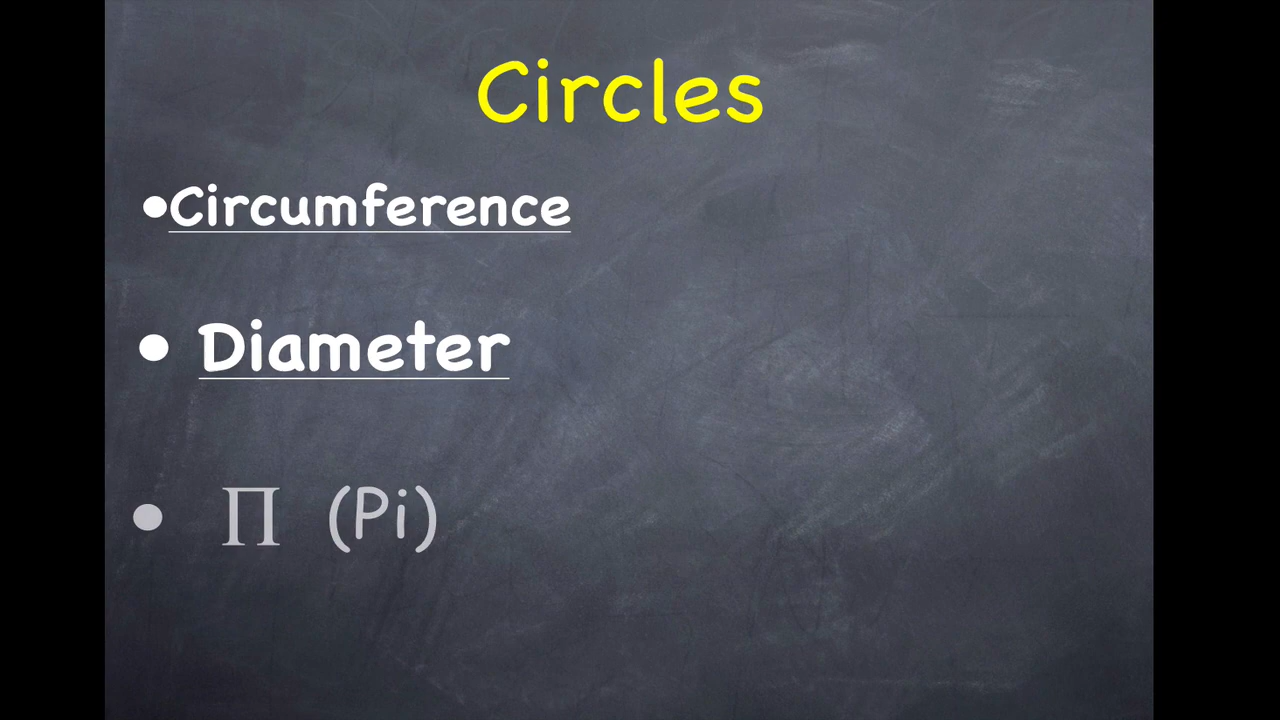 Circles
•Circumference
• Diameter
• Π (Pi)